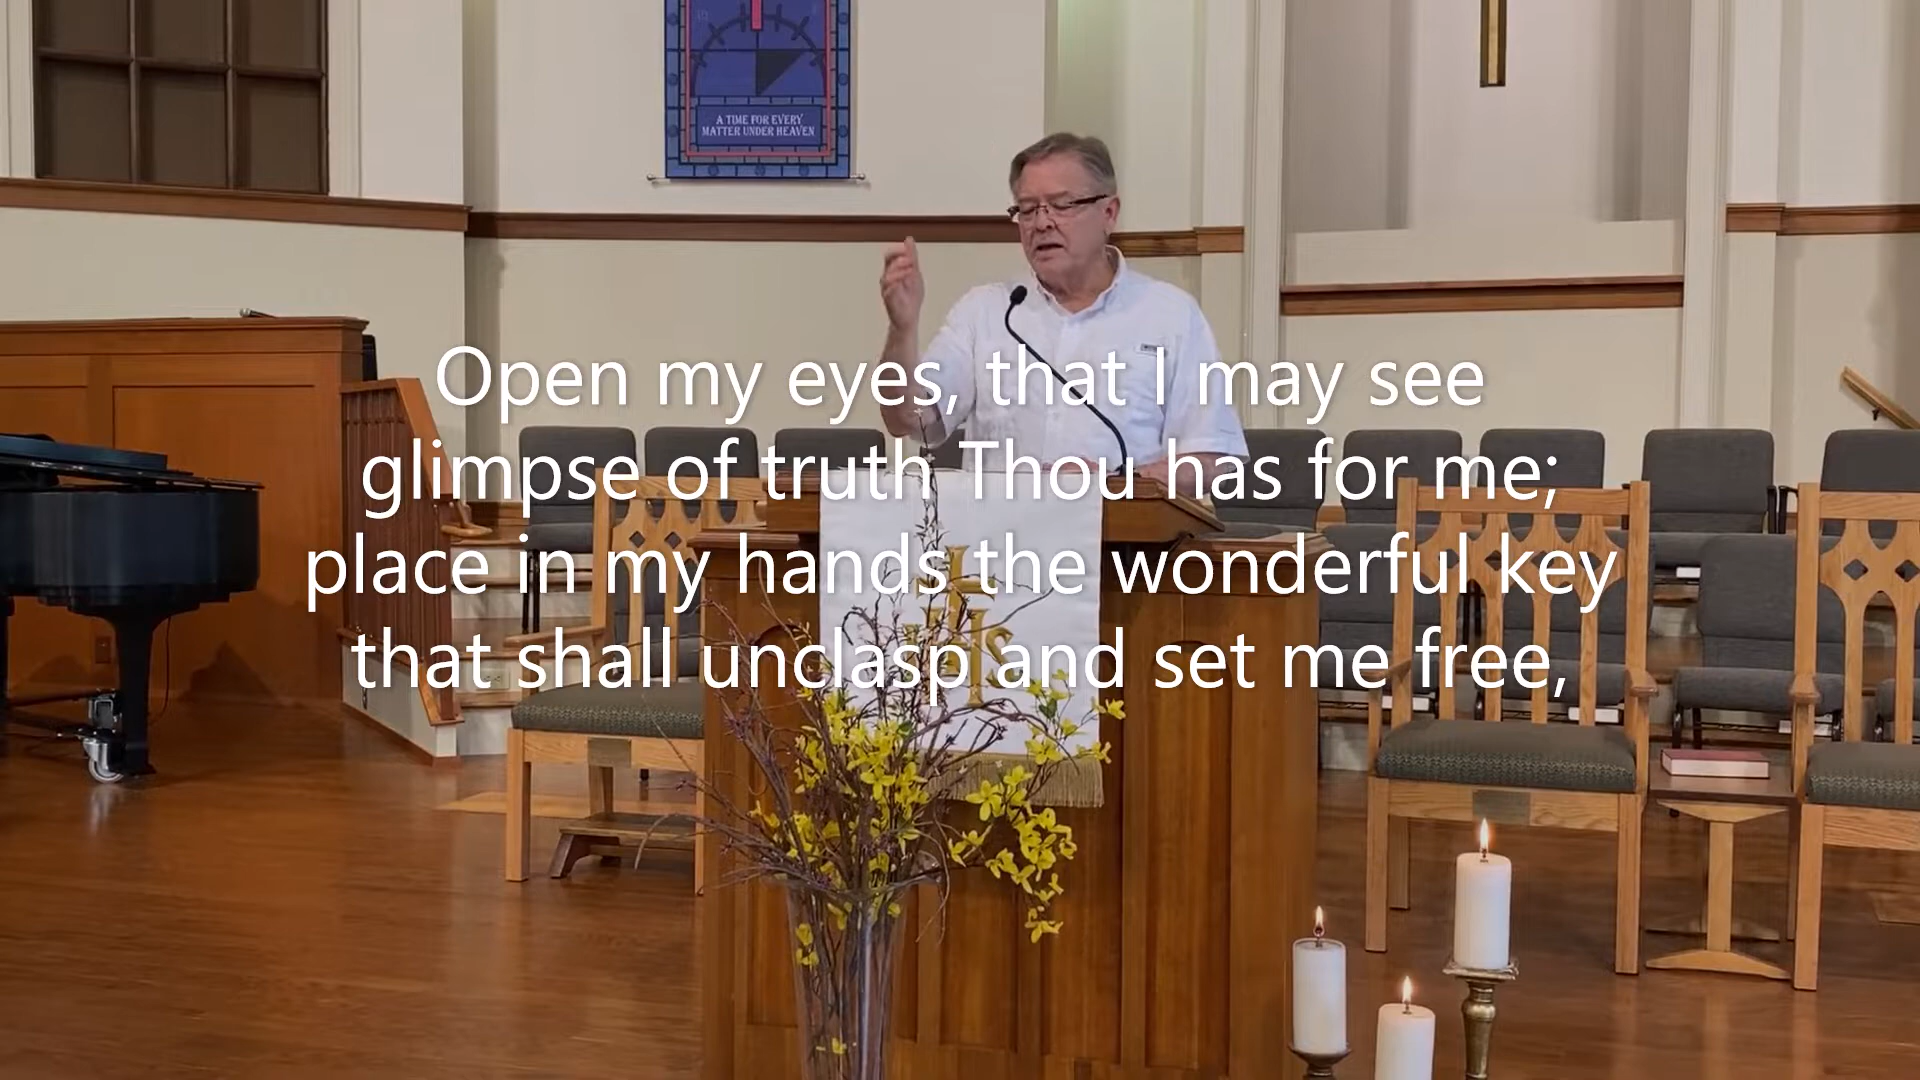 A TIME FOR EVERY
MATTER UNDER HEAVEN
Open my eyes, that I may see
glimpse of truth Thou has for me;
place in my hands the wonderful key
that shall unclasp and set me free,